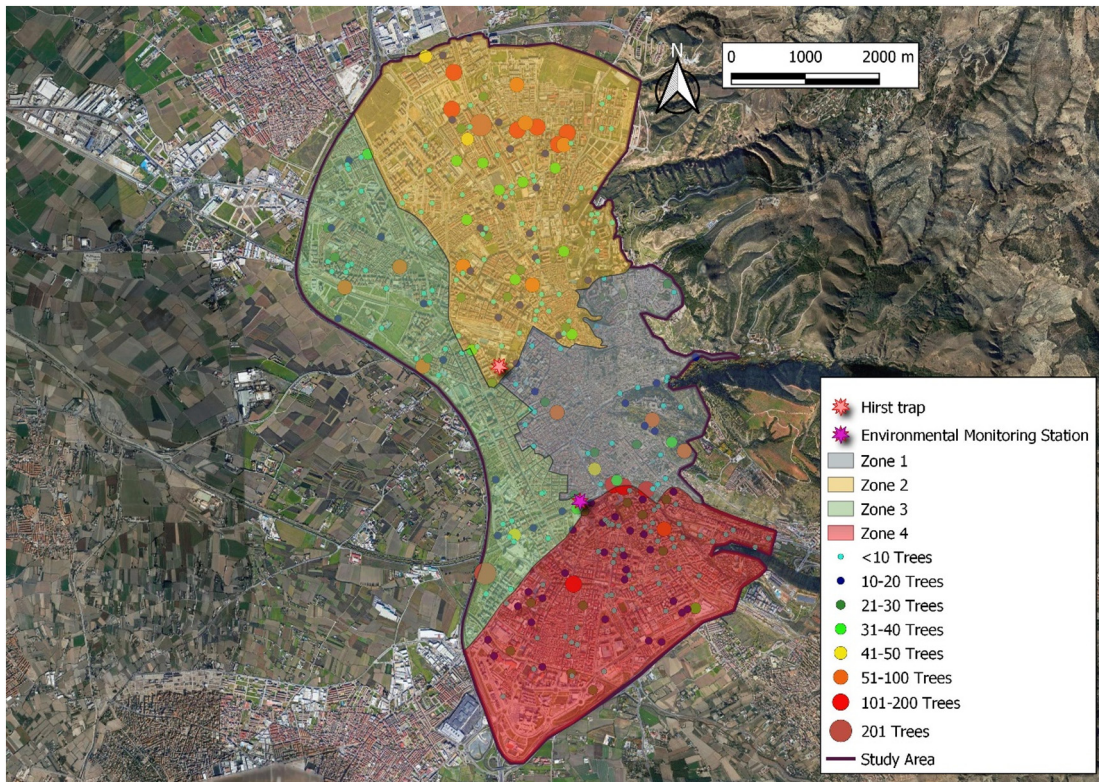 N
0 1000 2000 m
Hirst trap
Environmental Monitoring Station
Zone 1
Zone 2
Zone 3
Zone 4
<10 Trees
10-20 Trees
21-30 Trees
31-40 Trees
41-50 Trees
51-100 Trees
101-200 Trees
201 Trees
Study Area